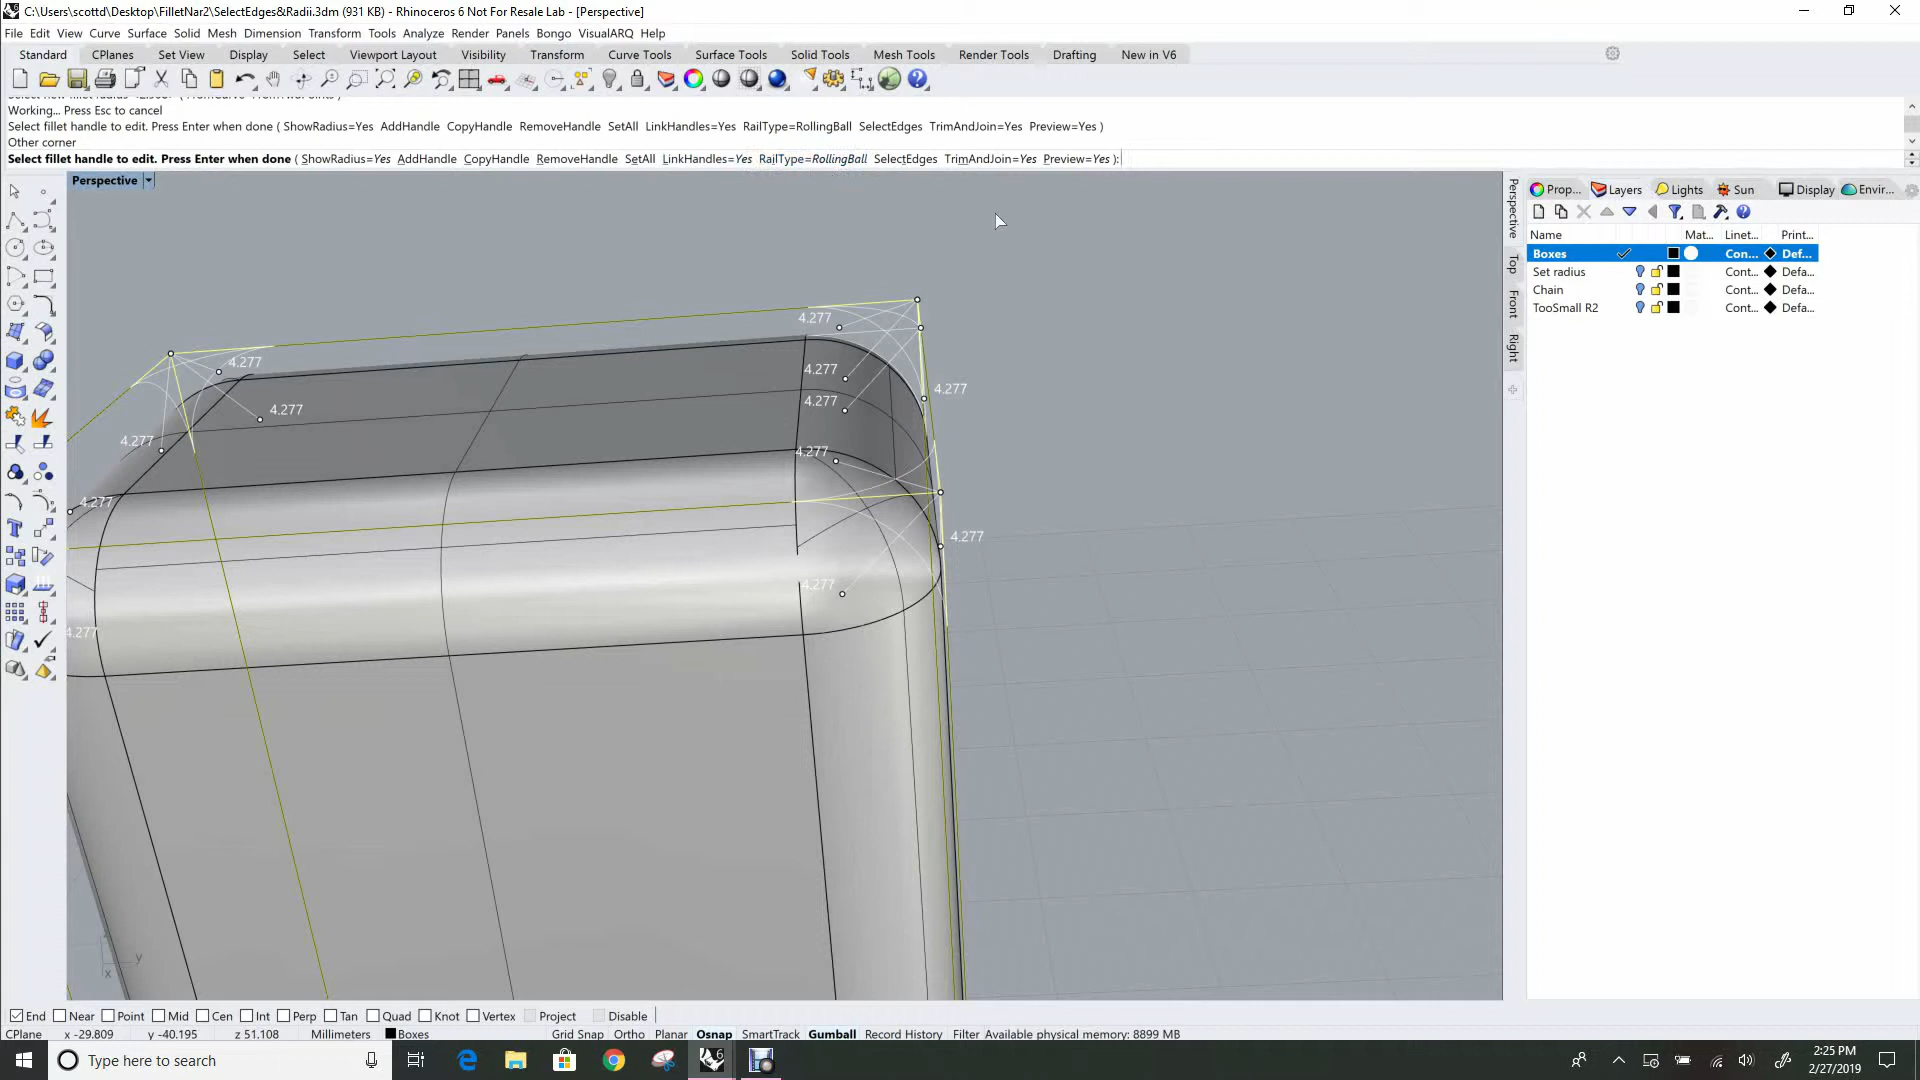 C:\Users\scottd\Desktop\FilletNar2\SelectEdges&Radii.3dm (931 KB) - Rhinoceros 6 Not For Resale Lab - [Perspective]
File Edit View Curve Surface Solid Mesh Dimension Transform Tools Analyze Render Panels Bongo VisualARQ Help
Standard CPlanes Set View Display Select Viewport Layout Visibility Transform Curve Tools Surface Tools Solid Tools Mesh Tools Render Tools Drafting New in V6
Working... Press Esc to cancel
Select fillet handle to edit. Press Enter when done ( ShowRadius=Yes AddHandle CopyHandle RemoveHandle SetAll LinkHandles=Yes RailType=RollingBall SelectEdges TrimAndJoin=Yes Preview=Yes )
Other corner
Select fillet handle to edit. Press Enter when done ( ShowRadius=Yes AddHandle CopyHandle RemoveHandle SetAll LinkHandles=Yes RailType=RollingBall SelectEdges TrimAndJoin=Yes Preview=Yes ):
Perspective
Perspective
Top
Front
Right
Prop... Layers Lights Sun Display Envir...
Name Mat... Linet... Print...
Boxes Con... Def...
Set radius Cont... Defa...
Chain Cont... Defa...
TooSmall R2 Cont... Defa...
4.277
4.277
4.277
4.277
4.277
4.277
4.277
4.277
4.277
4.277
4.277
4.277
y
x
End Near Point Mid Cen Int Perp Tan Quad Knot Vertex Project Disable
CPlane x -29.809 y -40.195 z 51.108 Millimeters Boxes Grid Snap Ortho Planar Osnap SmartTrack Gumball Record History Filter Available physical memory: 8899 MB
Type here to search
2:25 PM
2/27/2019